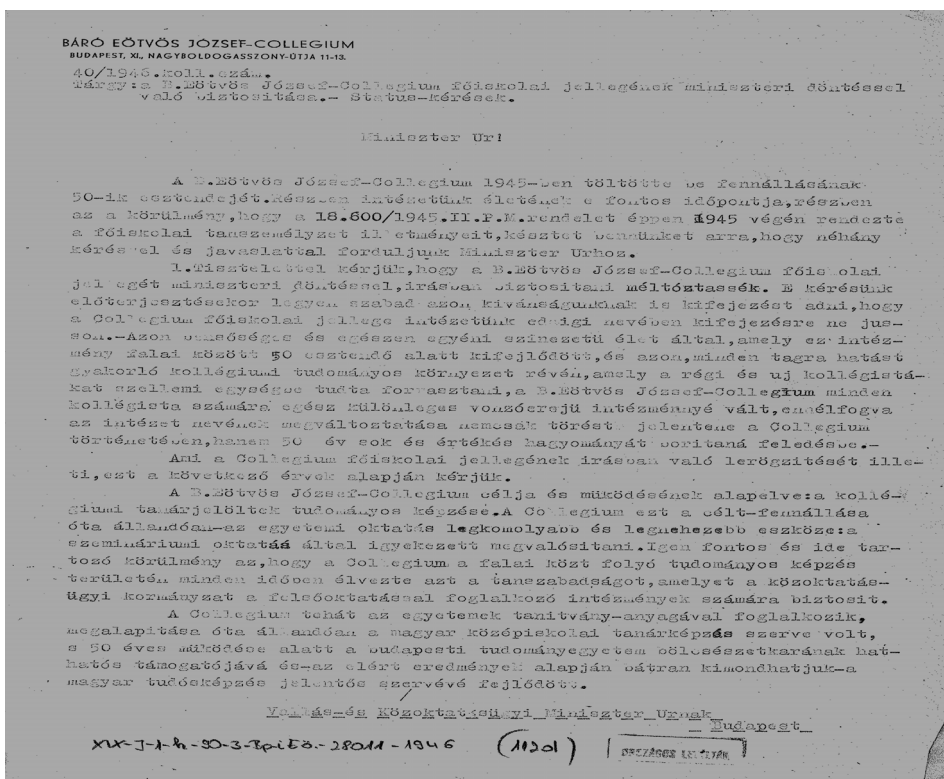 BÁRÓ EÖTVÖS JÓZSEF-COLLEGIUM
BUDAPEST, XI., NAGYBOLDOGASSZONY-ÚTJA 11-13.
40/1946.koll.szám.
Tárgy:a B.Eötvös József-Collegium főiskolai jellegének miniszteri döntéssel
való biztosítása.- Status-kérések.
Miniszter Ur!
A B.Eötvös József-Collegium 1945-ben töltötte be fennállásának
50-ik esztendejét.Részben intézetünk életének e fontos időpontja,részben
az a körülmény,hogy a 18.600/1945.II.P.M.rendelet éppen 1945 végén rendezte
a főiskolai tanszemélyzet illetményeit,késztet bennünket arra,hogy néhány
kéréssel és javaslattal forduljunk Miniszter Urhoz.
1.Tisztelettel kérjük,hogy a B.Eötvös József-Collegium főiskolai
jellegét miniszteri döntéssel,irásban biztositani méltóztassék. E kérésünk
előterjesztésekor legyen szabad azon kivánságunknak is kifejezést adni,hogy
a Collegium főiskolai jellege intézetünk eddigi nevében kifejezésre ne jus-
son.-Azon bensőséges és egészen egyéni szinezetü élet által,amely ez intéz-
mény falai között 50 esztendő alatt kifejlődött,és azon,minden tagra hatást
gyakorló kollégiumi tudományos környezet révén,amely a régi és uj kollégistá-
kat szellemi egységbe tudta forrasztani,a B.Eötvös József-Collegium minden
kollégista számára egész különleges vonzóerejü intézménnyé vált,ennélfogva
az intézet nevének megváltoztatása nemcsak törést jelentene a Collegium
történetében,hanem 50 év sok és értékes hagyományát boritaná feledésbe.-
Ami a Collegium főiskolai jellegének irásban való lerögzitését ille-
ti,ezt a következő érvek alapján kérjük.
A B.Eötvös József-Collegium célja és müködésének alapelve:a kollé-
giumi tanárjelöltek tudományos képzése.A Collegium ezt a célt-fennállása
óta állandóan-az egyetemi oktatás legkomolyabb és legnehezebb eszköze:a
szemináriumi oktatás által igyekezett megvalósitani.Igen fontos és ide tar-
tozó körülmény az,hogy a Collegium a falai közt folyó tudományos képzés
területén minden időben élvezte azt a tanszabadságot,amelyet a közoktatás-
ügyi kormányzat a felsőoktatással foglalkozó intézmények számára biztosit.
A Collegium tehát az egyetemek tanitvány-anyagával foglalkozik,
megalapitása óta állandóan a magyar középiskolai tanárképzés szerve volt,
s 50 éves müködése alatt a budapesti tudományegyetem bölcsészetkarának hat-
hatós támogatójává és-az elért eredmények alapján bátran kimondhatjuk-a
magyar tudósképzés jelentős szervévé fejlődött.
Vallás-és Közoktatásügyi Miniszter Urnak
Budapest
XIX-J-1-h-90-3-Épitő.-28011-1946 (11201) ORSZÁGOS LEVÉLTÁR